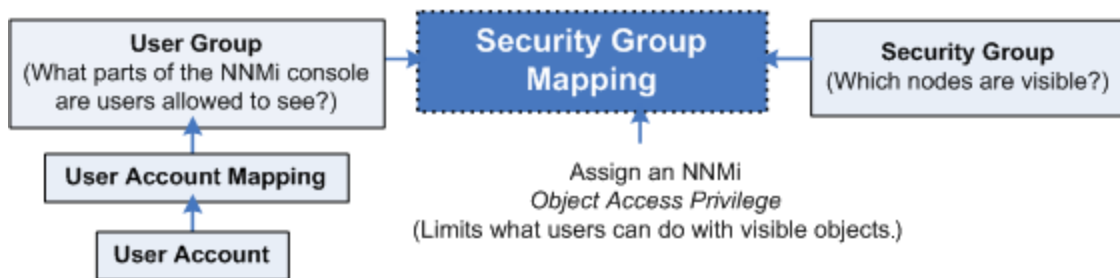 User Group
(What parts of the NNMi console
are users allowed to see?)
User Account Mapping
User Account
Security Group
Mapping
Assign an NNMi
Object Access Privilege
(Limits what users can do with visible objects.)
Security Group
(Which nodes are visible?)